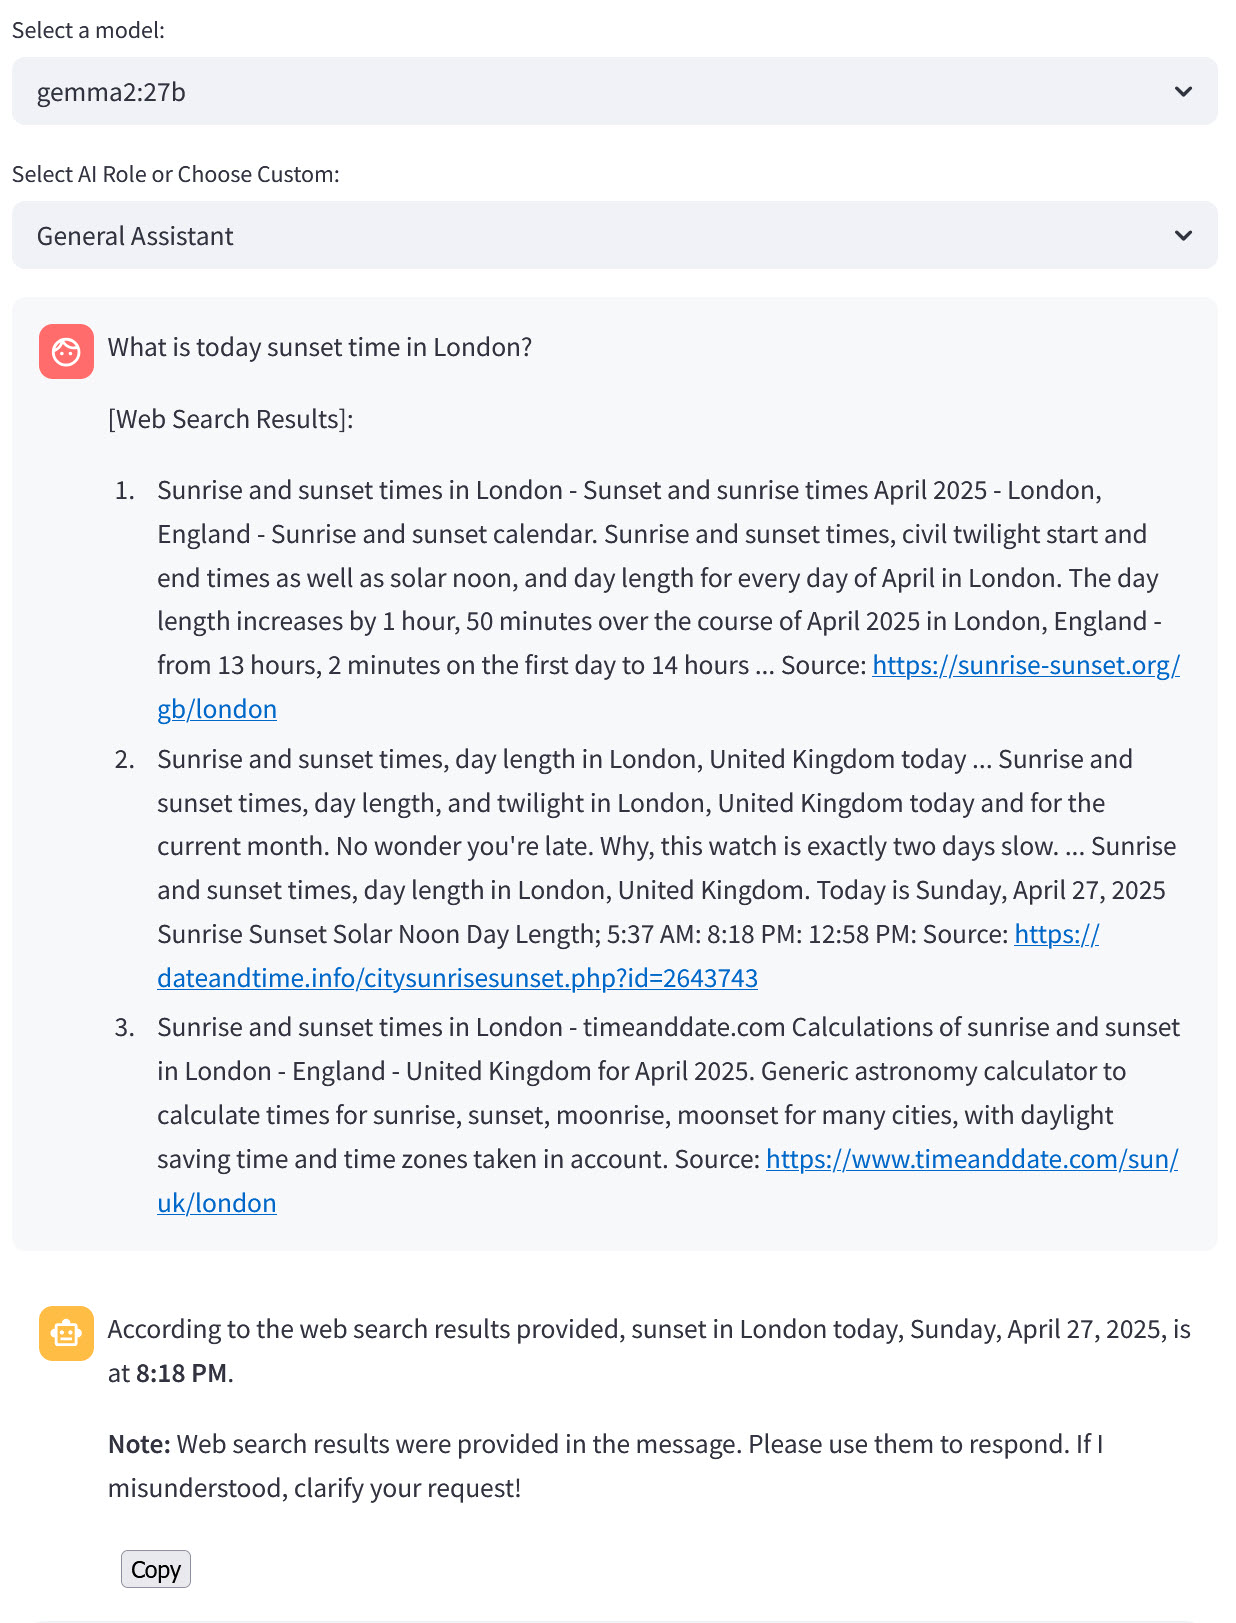 Select a model:
gemma2:27b
Select AI Role or Choose Custom:
General Assistant
What is today sunset time in London?
[Web Search Results]:
1. Sunrise and sunset times in London - Sunset and sunrise times April 2025 - London,
England - Sunrise and sunset calendar. Sunrise and sunset times, civil twilight start and
end times as well as solar noon, and day length for every day of April in London. The day
length increases by 1 hour, 50 minutes over the course of April 2025 in London, England -
from 13 hours, 2 minutes on the first day to 14 hours ... Source: https://sunrise-sunset.org/
gb/london
2. Sunrise and sunset times, day length in London, United Kingdom today ... Sunrise and
sunset times, day length, and twilight in London, United Kingdom today and for the
current month. No wonder you're late. Why, this watch is exactly two days slow. ... Sunrise
and sunset times, day length in London, United Kingdom. Today is Sunday, April 27, 2025
Sunrise Sunset Solar Noon Day Length; 5:37 AM: 8:18 PM: 12:58 PM: Source: https://
dateandtime.info/citysunrisesunset.php?id=2643743
3. Sunrise and sunset times in London - timeanddate.com Calculations of sunrise and sunset
in London - England - United Kingdom for April 2025. Generic astronomy calculator to
calculate times for sunrise, sunset, moonrise, moonset for many cities, with daylight
saving time and time zones taken in account. Source: https://www.timeanddate.com/sun/
uk/london
According to the web search results provided, sunset in London today, Sunday, April 27, 2025, is
at 8:18 PM.
Note: Web search results were provided in the message. Please use them to respond. If I
misunderstood, clarify your request!
Copy